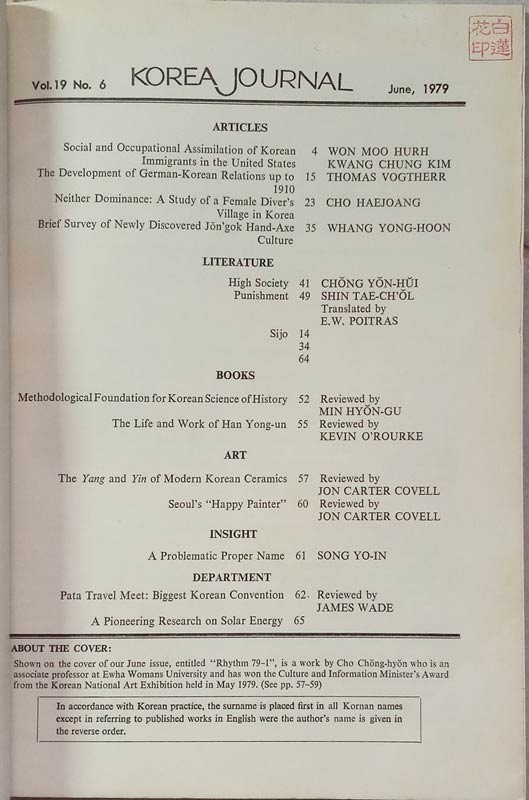 白蓮
花印
Vol.19 No. 6 KOREA JOURNAL June, 1979
ARTICLES
Social and Occupational Assimilation of Korean 4 WON MOO HURH
Immigrants in the United States KWANG CHUNG KIM
The Development of German-Korean Relations up to 15 THOMAS VOGTHERR
1910
Neither Dominance: A Study of a Female Diver's 23 CHO HAEJOANG
Village in Korea
Brief Survey of Newly Discovered Jŏn'gok Hand-Axe 35 WHANG YONG-HOON
Culture
LITERATURE
High Society 41 CHŎNG YŎN-HŬI
Punishment 49 SHIN TAE-CH'ŎL
Translated by
E.W. POITRAS
Sijo 14
34
64
BOOKS
Methodological Foundation for Korean Science of History 52 Reviewed by
MIN HYŎN-GU
The Life and Work of Han Yong-un 55 Reviewed by
KEVIN O'ROURKE
ART
The Yang and Yin of Modern Korean Ceramics 57 Reviewed by
JON CARTER COVELL
Seoul's "Happy Painter" 60 Reviewed by
JON CARTER COVELL
INSIGHT
A Problematic Proper Name 61 SONG YO-IN
DEPARTMENT
Pata Travel Meet: Biggest Korean Convention 62 Reviewed by
JAMES WADE
A Pioneering Research on Solar Energy 65
ABOUT THE COVER:
Shown on the cover of our June issue, entitled "Rhythm 79-1", is a work by Cho Chŏng-hyŏn who is an
associate professor at Ewha Womans University and has won the Culture and Information Minister's Award
from the Korean National Art Exhibition held in May 1979. (See pp. 57-59)
In accordance with Korean practice, the surname is placed first in all Kornan names
except in referring to published works in English were the author's name is given in
the reverse order.